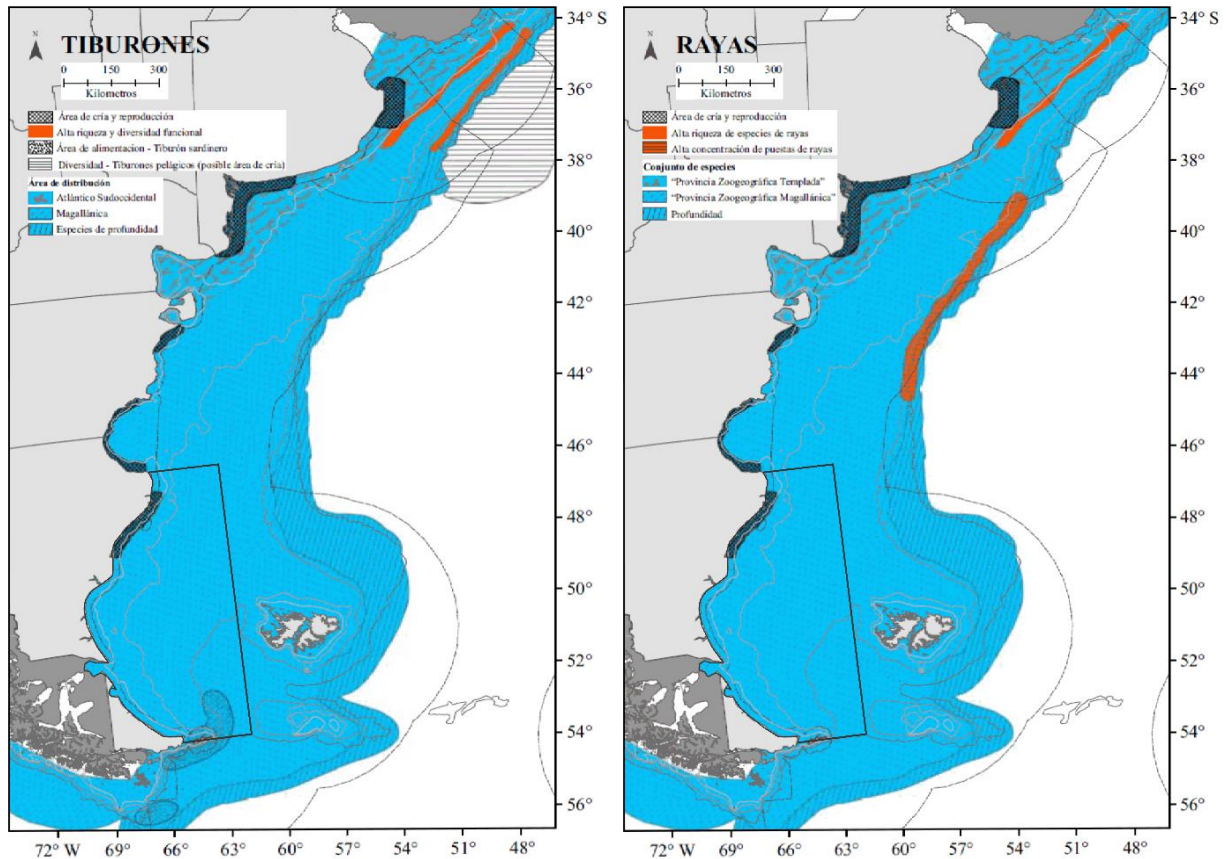 TIBURONES
N
0 150 300
Kilometros
Área de cría y reproducción
Alta riqueza y diversidad funcional
Área de alimentacion - Tiburón sardinero
Diversidad - Tiburones pelágicos (posible área de cría)
Área de distribución
Atlántico Sudoccidental
Magallánica
Especies de profundidad
34° S
36°
38°
40°
42°
44°
46°
48°
50°
52°
54°
56°
72° W 69° 66° 63° 60° 57° 54° 51° 48°
RAYAS
N
0 150 300
Kilometros
Área de cría y reproducción
Alta riqueza de especies de rayas
Alta concentración de puestas de rayas
Conjunto de especies
“Provincia Zoogeográfica Templada”
“Provincia Zoogeográfica Magallánica”
Profundidad
34° S
36°
38°
40°
42°
44°
46°
48°
50°
52°
54°
56°
72° W 69° 66° 63° 60° 57° 54° 51° 48°